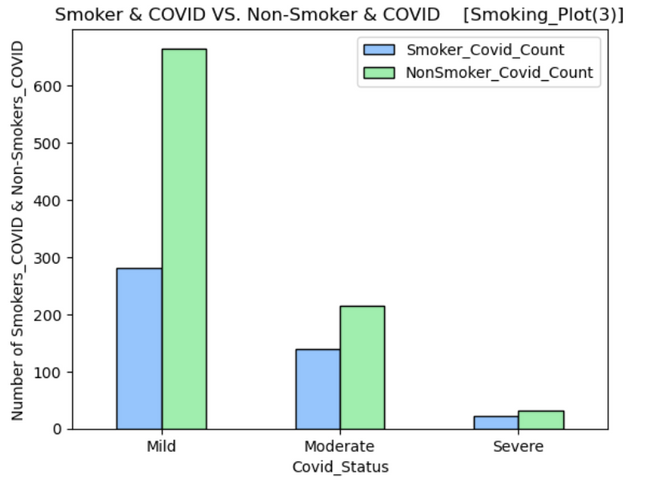 Smoker & COVID VS. Non-Smoker & COVID    [Smoking_Plot(3)]
Smoker_Covid_Count
NonSmoker_Covid_Count
Number of Smokers_COVID & Non-Smokers_COVID
600
500
400
300
200
100
0
Mild Moderate Severe
Covid_Status